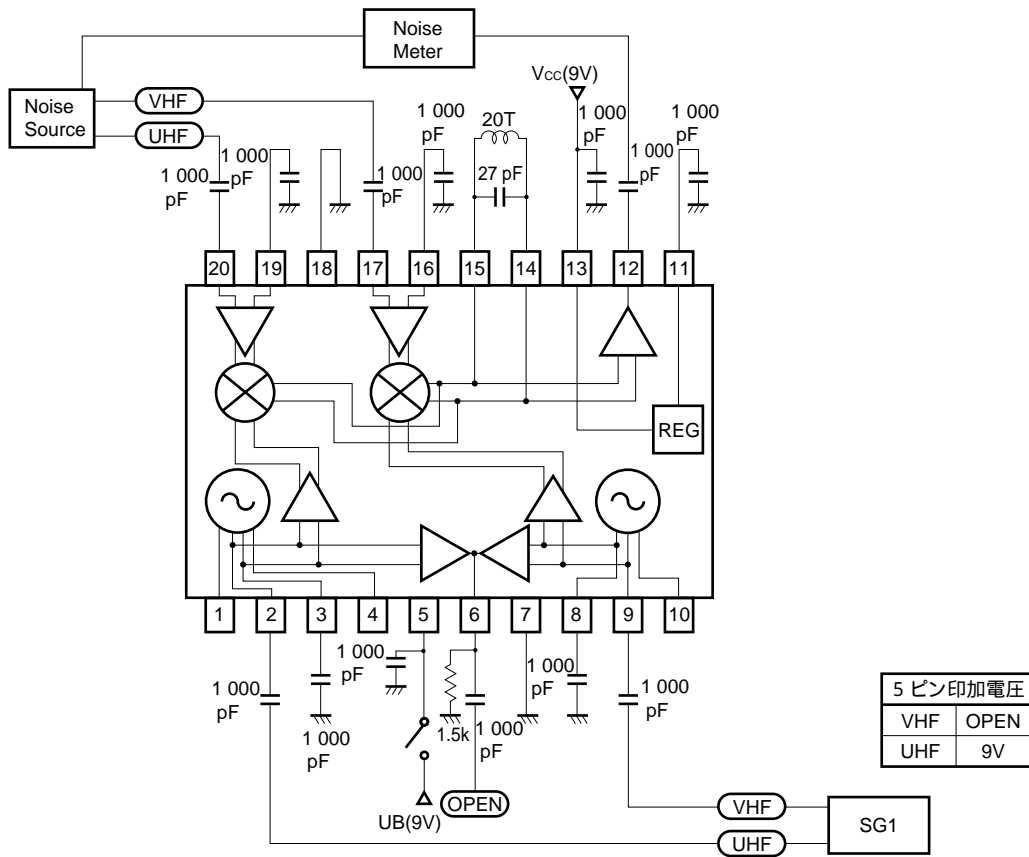 Noise
Meter
Noise
Source
VHF
UHF
Vcc(9V)
1 000
pF
1 000
pF
1 000
pF
1 000
pF
20T
27 pF
1 000
pF
1 000
pF
1 000
pF
20
19
18
17
16
15
14
13
12
11
REG
1
2
3
4
5
6
7
8
9
10
1 000
pF
1 000
pF
1 000
pF
1.5k
1 000
pF
1 000
pF
1 000
pF
UB(9V)
OPEN
5 ピン印加電圧
VHF OPEN
UHF 9V
VHF
UHF
SG1